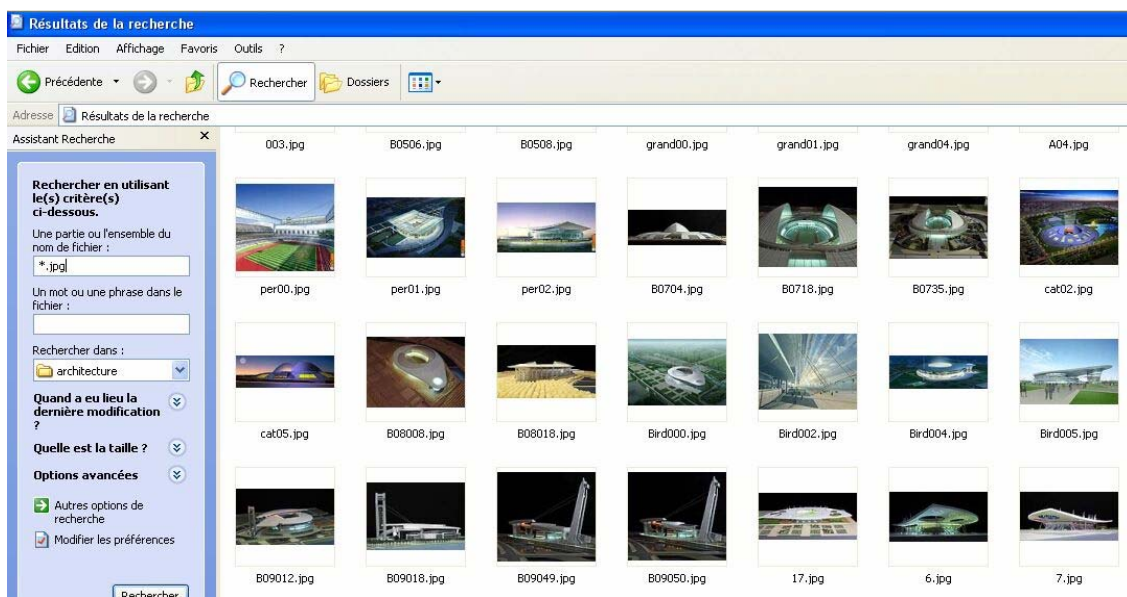 Résultats de la recherche
Fichier Edition Affichage Favoris Outils ?
Précédente Rechercher Dossiers
Adresse Résultats de la recherche
Assistant Recherche
Rechercher en utilisant
le(s) critère(s)
ci-dessous.
Une partie ou l'ensemble du
nom de fichier :
*.jpg
Un mot ou une phrase dans le
fichier :
Rechercher dans :
architecture
Quand a eu lieu la
dernière modification
?
Quelle est la taille ?
Options avancées
Autres options de
recherche
Modifier les préférences
Rechercher
003.jpg B0506.jpg B0508.jpg grand00.jpg grand01.jpg grand04.jpg A04.jpg
per00.jpg per01.jpg per02.jpg B0704.jpg B0718.jpg B0735.jpg cat02.jpg
cat05.jpg B08008.jpg B08018.jpg Bird000.jpg Bird002.jpg Bird004.jpg Bird005.jpg
B09012.jpg B09018.jpg B09049.jpg B09050.jpg 17.jpg 6.jpg 7.jpg